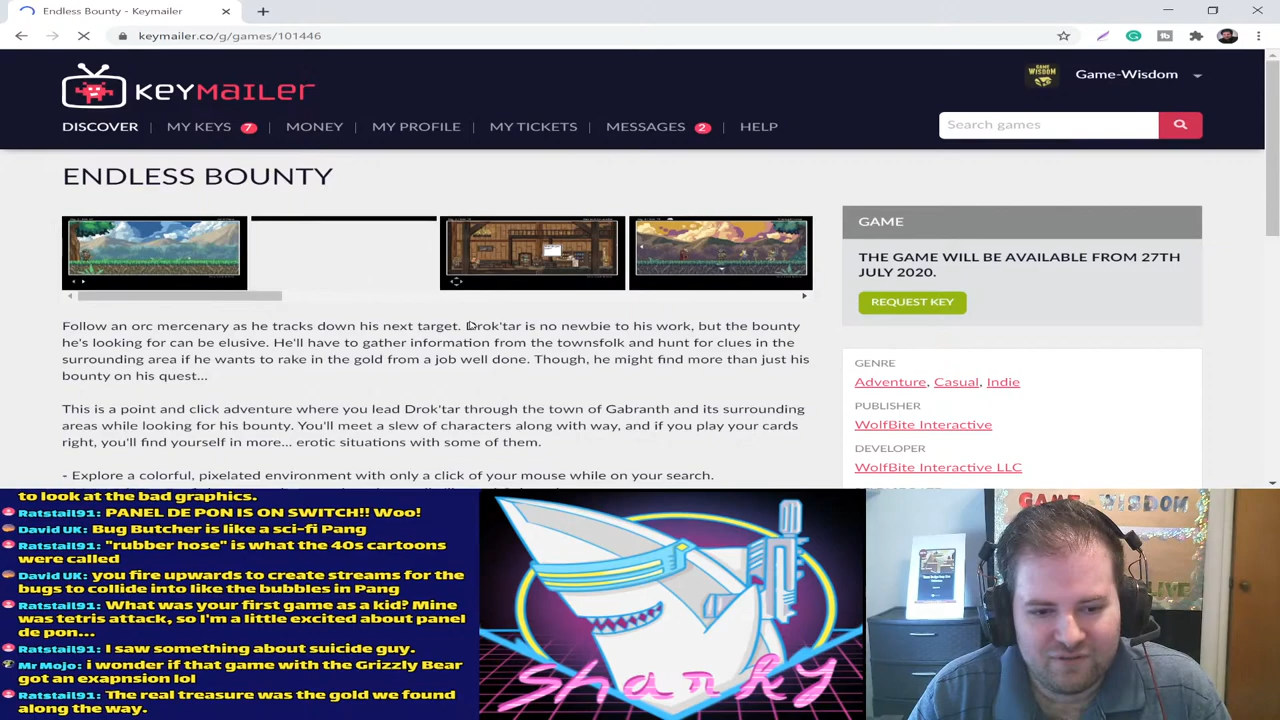 Endless Bounty - Keymailer
keymailer.co/g/games/101446
KEYMAILER
Game-Wisdom
DISCOVER | MY KEYS 7 | MONEY | MY PROFILE | MY TICKETS | MESSAGES 2 | HELP
Search games
ENDLESS BOUNTY
GAME
THE GAME WILL BE AVAILABLE FROM 27TH
JULY 2020.
REQUEST KEY
Follow an orc mercenary as he tracks down his next target. Drok'tar is no newbie to his work, but the bounty
he's looking for can be elusive. He'll have to gather information from the townsfolk and hunt for clues in the
surrounding area if he wants to rake in the gold from a job well done. Though, he might find more than just his
bounty on his quest...
This is a point and click adventure where you lead Drok'tar through the town of Gabranth and its surrounding
areas while looking for his bounty. You'll meet a slew of characters along with way, and if you play your cards
right, you'll find yourself in more... erotic situations with some of them.
- Explore a colorful, pixelated environment with only a click of your mouse while on your search.
GENRE
Adventure, Casual, Indie
PUBLISHER
WolfBite Interactive
DEVELOPER
WolfBite Interactive LLC
to look at the bad graphics.
Ratstail91: PANEL DE PON IS ON SWITCH!! Woo!
David UK: Bug Butcher is like a sci-fi Pang
Ratstail91: "rubber hose" is what the 40s cartoons
were called
David UK: you fire upwards to create streams for the
bugs to collide into like the bubbles in Pang
Ratstail91: What was your first game as a kid? Mine
was tetris attack, so I'm a little excited about panel
de pon...
Ratstail91: I saw something about suicide guy.
Mr Mojo: i wonder if that game with the Grizzly Bear
got an exapnsion lol
Ratstail91: The real treasure was the gold we found
along the way.
Sharky
GAME WISDOM
LIVE